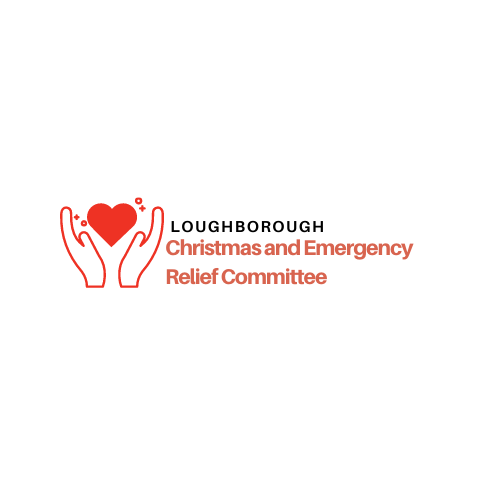 LOUGHBOROUGH
Christmas and Emergency
Relief Committee